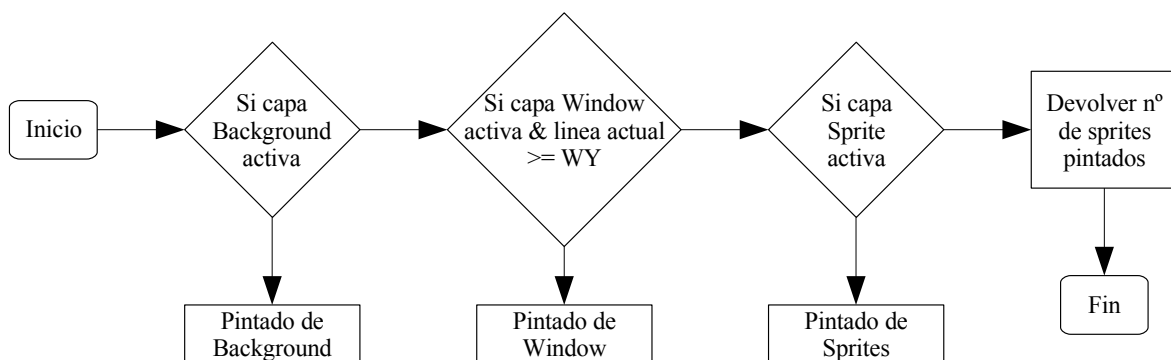 Inicio
Si capa
Background
activa
Si capa Window
activa & linea actual
>= WY
Si capa
Sprite
activa
Devolver nº
de sprites
pintados
Pintado de
Background
Pintado de
Window
Pintado de
Sprites
Fin